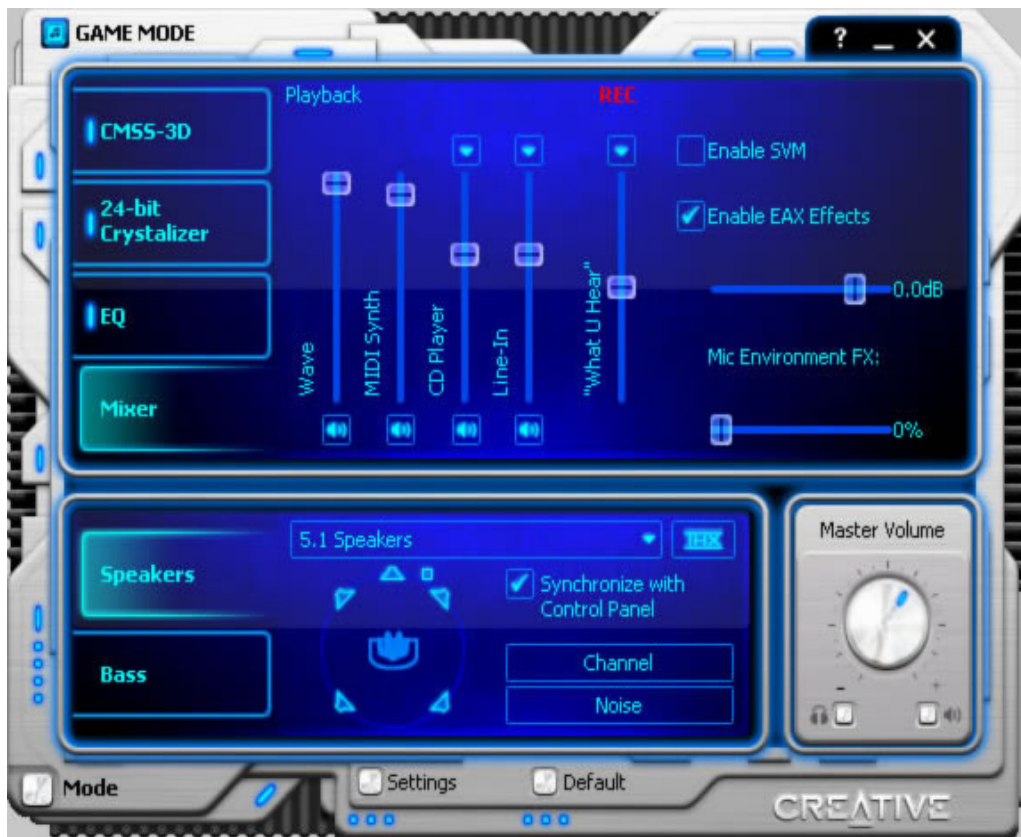 GAME MODE
? _ X
Playback
REC
CMSS-3D
24-bit
Crystalizer
EQ
Mixer
Wave
MIDI Synth
CD Player
Line-In
"What U Hear"
Enable SVM
Enable EAX Effects
0.0dB
Mic Environment FX:
0%
Speakers
Bass
5.1 Speakers
THX
Synchronize with
Control Panel
Channel
Noise
Master Volume
- +
Mode
Settings
Default
CREATIVE